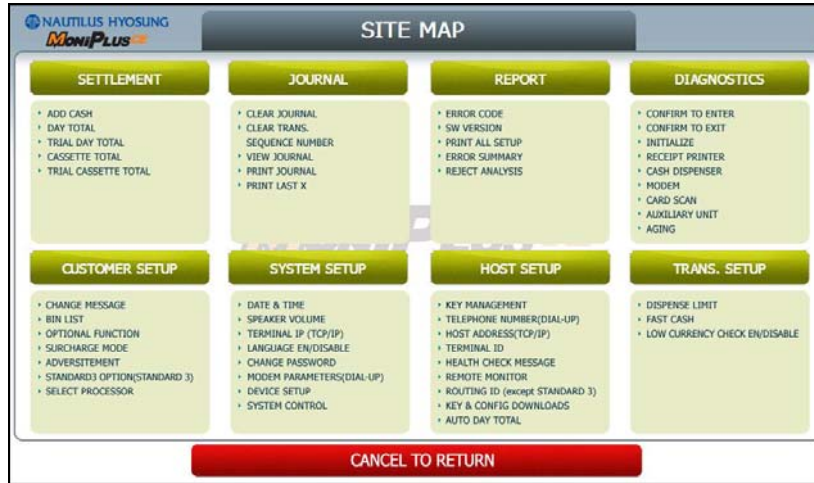 NAUTILUS HYOSUNG
MONIPLUS CE
SITE MAP
SETTLEMENT
ADD CASH
DAY TOTAL
TRIAL DAY TOTAL
CASSETTE TOTAL
TRIAL CASSETTE TOTAL
JOURNAL
CLEAR JOURNAL
CLEAR TRANS.
SEQUENCE NUMBER
VIEW JOURNAL
PRINT JOURNAL
PRINT LAST X
REPORT
ERROR CODE
SW VERSION
PRINT ALL SETUP
ERROR SUMMARY
REJECT ANALYSIS
DIAGNOSTICS
CONFIRM TO ENTER
CONFIRM TO EXIT
INITIALIZE
RECEIPT PRINTER
CASH DISPENSER
MODEM
CARD SCAN
AUXILIARY UNIT
AGING
CUSTOMER SETUP
CHANGE MESSAGE
BIN LIST
OPTIONAL FUNCTION
SURCHARGE MODE
ADVERSITEMENT
STANDARD3 OPTION(STANDARD 3)
SELECT PROCESSOR
SYSTEM SETUP
DATE & TIME
SPEAKER VOLUME
TERMINAL IP (TCP/IP)
LANGUAGE EN/DISABLE
CHANGE PASSWORD
MODEM PARAMETERS(DIAL-UP)
DEVICE SETUP
SYSTEM CONTROL
HOST SETUP
KEY MANAGEMENT
TELEPHONE NUMBER(DIAL-UP)
HOST ADDRESS(TCP/IP)
TERMINAL ID
HEALTH CHECK MESSAGE
REMOTE MONITOR
ROUTING ID (except STANDARD 3)
KEY & CONFIG DOWNLOADS
AUTO DAY TOTAL
TRANS. SETUP
DISPENSE LIMIT
FAST CASH
LOW CURRENCY CHECK EN/DISABLE
CANCEL TO RETURN